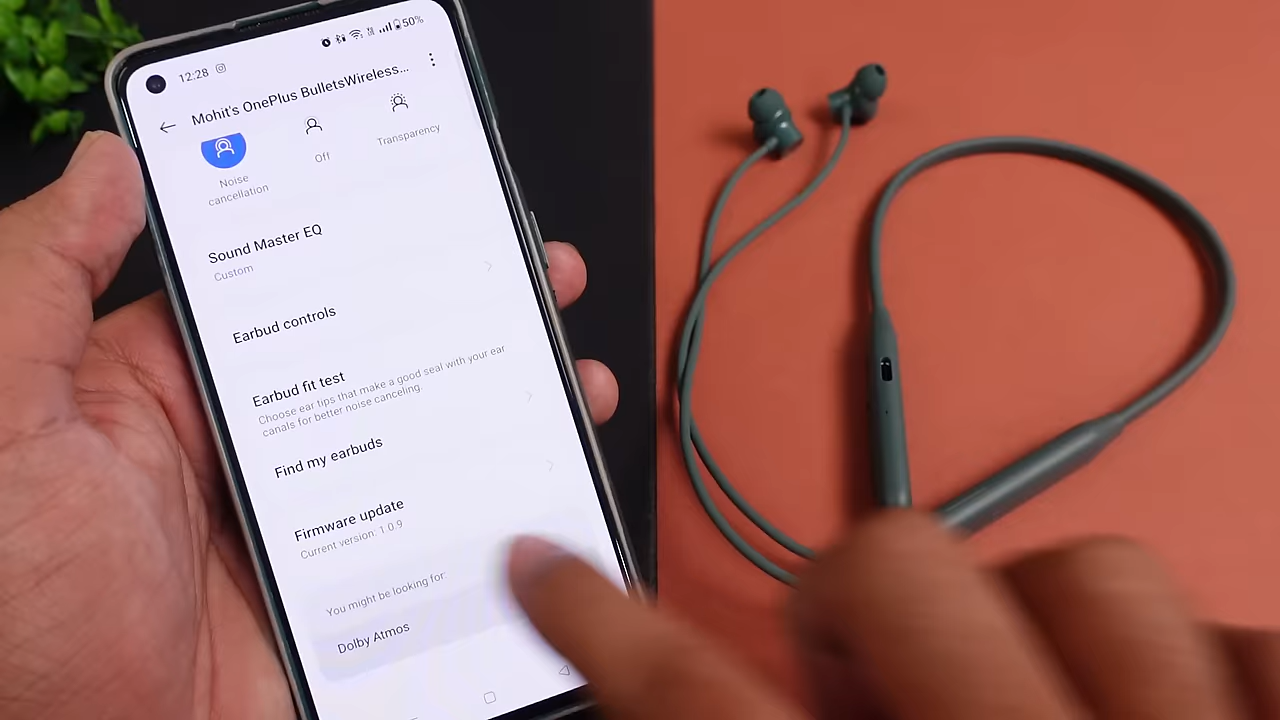 12:28
50%
Mohit's OnePlus BulletsWireless...
Noise
cancellation
Off
Transparency
Sound Master EQ
Custom
Earbud controls
Earbud fit test
Choose ear tips that make a good seal with your ear
canals for better noise canceling.
Find my earbuds
Firmware update
Current version: 1.0.9
You might be looking for:
Dolby Atmos